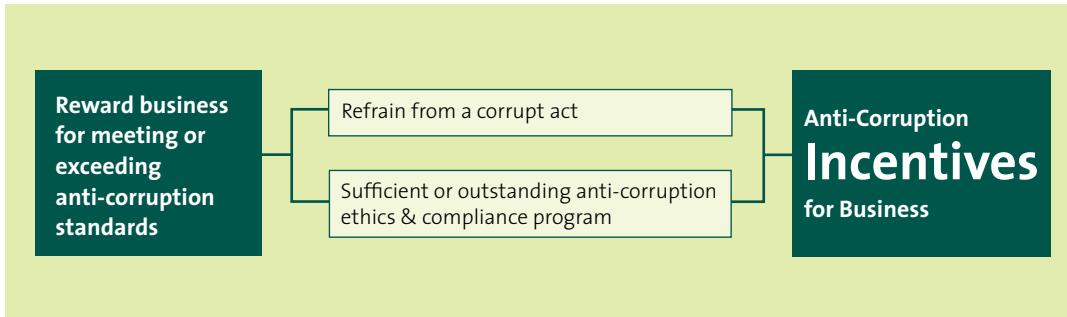 Reward business
for meeting or
exceeding
anti-corruption
standards
Refrain from a corrupt act
Sufficient or outstanding anti-corruption
ethics & compliance program
Anti-Corruption
Incentives
for Business